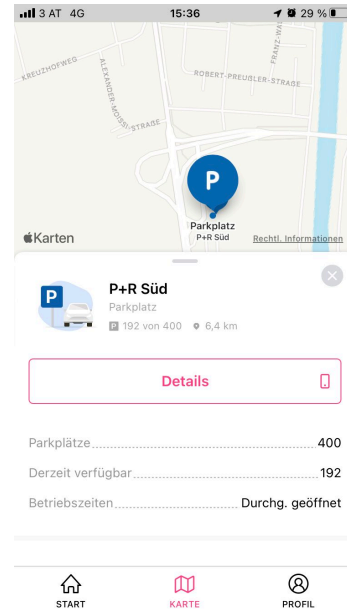 3 AT 4G 15:36 29 %
KREUZHOFWEG
ALEXANDER-MOISSI-STRASSE
ROBERT-PREUßLER-STRASSE
FRANZ-WA
P
Parkplatz
P+R Süd
Karten
Rechtl. Informationen
P
P+R Süd
Parkplatz
P 192 von 400 6,4 km
Details
Parkplätze 400
Derzeit verfügbar 192
Betriebszeiten Durchg. geöffnet
START KARTE PROFIL